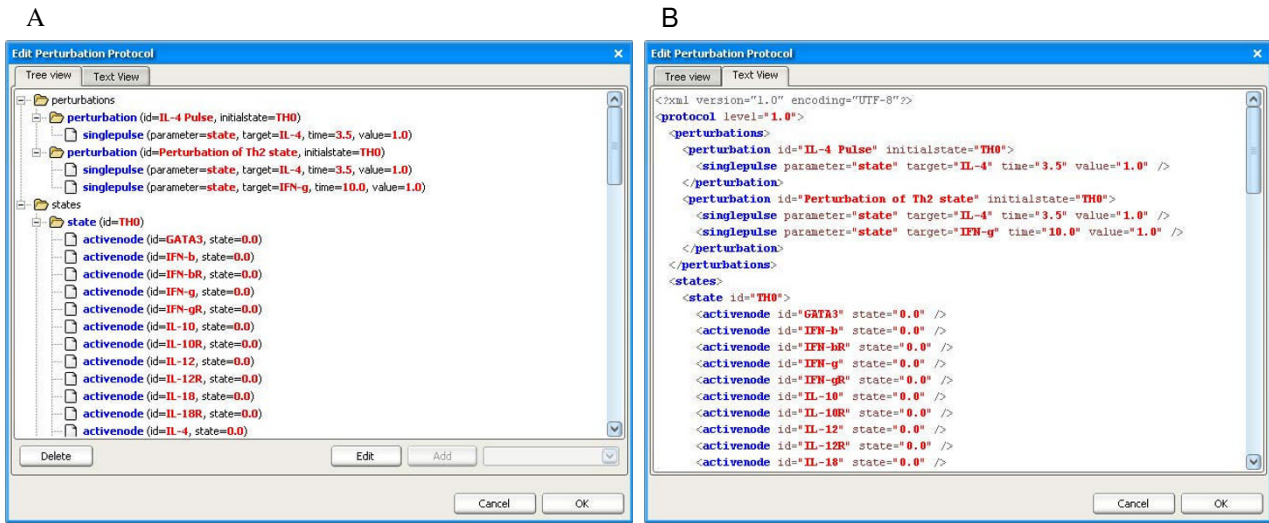 A
Edit Perturbation Protocol
Tree view Text View
perturbations
perturbation (id=IL-4 Pulse, initialstate=TH0)
singlepulse (parameter=state, target=IL-4, time=3.5, value=1.0)
perturbation (id=Perturbation of Th2 state, initialstate=TH0)
singlepulse (parameter=state, target=IL-4, time=3.5, value=1.0)
singlepulse (parameter=state, target=IFN-g, time=10.0, value=1.0)
states
state (id=TH0)
activenode (id=GATA3, state=0.0)
activenode (id=IFN-b, state=0.0)
activenode (id=IFN-bR, state=0.0)
activenode (id=IFN-g, state=0.0)
activenode (id=IFN-gR, state=0.0)
activenode (id=IL-10, state=0.0)
activenode (id=IL-10R, state=0.0)
activenode (id=IL-12, state=0.0)
activenode (id=IL-12R, state=0.0)
activenode (id=IL-18, state=0.0)
activenode (id=IL-18R, state=0.0)
activenode (id=IL-4, state=0.0)
Delete Edit Add
Cancel OK
B
Edit Perturbation Protocol
Tree view Text View
<?xml version="1.0" encoding="UTF-8"?>
<protocol level="1.0">
<perturbations>
<perturbation id="IL-4 Pulse" initialstate="TH0">
<singlepulse parameter="state" target="IL-4" time="3.5" value="1.0" />
</perturbation>
<perturbation id="Perturbation of Th2 state" initialstate="TH0">
<singlepulse parameter="state" target="IL-4" time="3.5" value="1.0" />
<singlepulse parameter="state" target="IFN-g" time="10.0" value="1.0" />
</perturbation>
</perturbations>
<states>
<state id="TH0">
<activenode id="GATA3" state="0.0" />
<activenode id="IFN-b" state="0.0" />
<activenode id="IFN-bR" state="0.0" />
<activenode id="IFN-g" state="0.0" />
<activenode id="IFN-gR" state="0.0" />
<activenode id="IL-10" state="0.0" />
<activenode id="IL-10R" state="0.0" />
<activenode id="IL-12" state="0.0" />
<activenode id="IL-12R" state="0.0" />
<activenode id="IL-18" state="0.0" />
Cancel OK